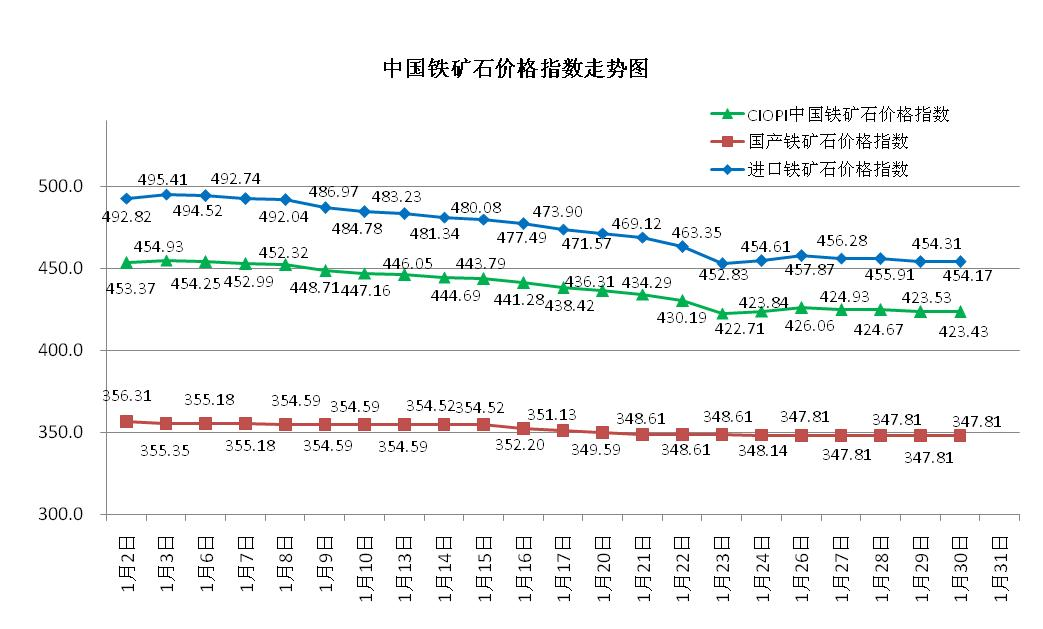 中国铁矿石价格指数走势图
CIOPI中国铁矿石价格指数
国产铁矿石价格指数
进口铁矿石价格指数
500.0
450.0
400.0
350.0
300.0
492.82
495.41
494.52
492.74
492.04
486.97
484.78
483.23
481.34
480.08
477.49
473.90
471.57
469.12
463.35
452.83
454.61
457.87
456.28
455.91
454.31
454.17
453.37
454.93
454.25
452.99
452.32
448.71
447.16
446.05
444.69
443.79
441.28
438.42
436.31
434.29
430.19
422.71
423.84
426.06
424.93
424.67
423.53
423.43
356.31
355.35
355.18
355.18
354.59
354.59
354.59
354.59
354.52
354.52
352.20
351.13
349.59
348.61
348.61
348.61
348.14
347.81
347.81
347.81
347.81
347.81
1月2日
1月3日
1月6日
1月7日
1月8日
1月9日
1月10日
1月13日
1月14日
1月15日
1月16日
1月17日
1月20日
1月21日
1月22日
1月23日
1月24日
1月26日
1月27日
1月28日
1月29日
1月30日
1月31日